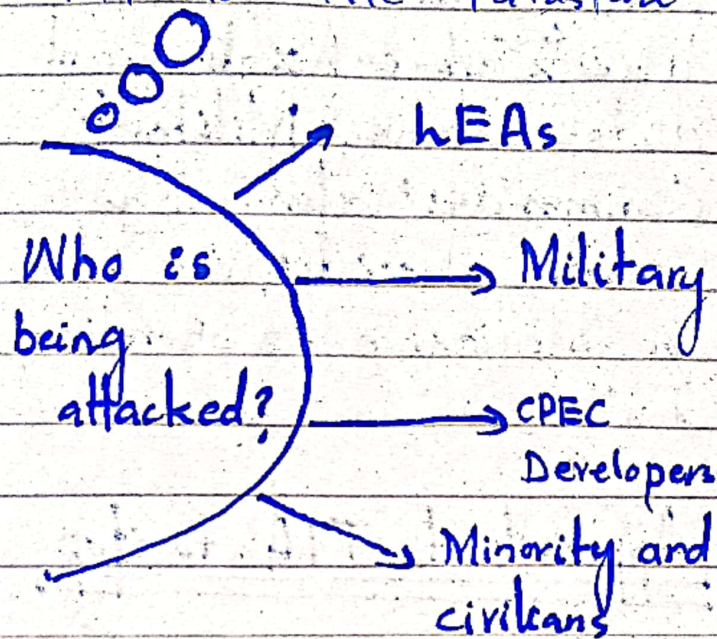 LEAs
Who is
Military
being
attacked?
CPEC
Developers
Minority and
civilians